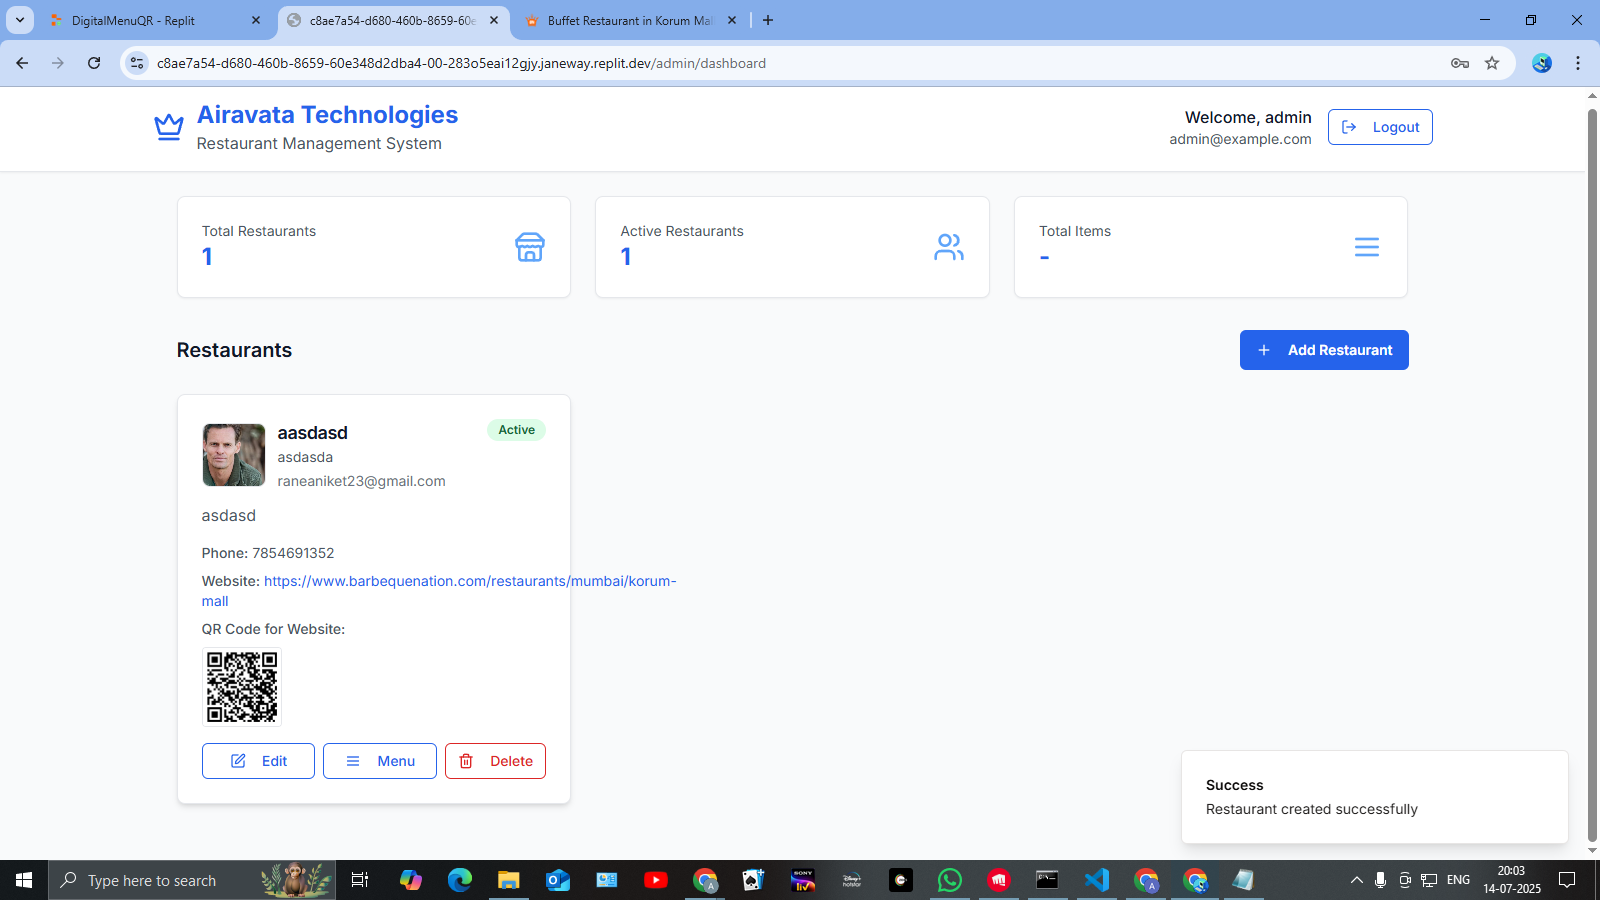 DigitalMenuQR - Replit
c8ae7a54-d680-460b-8659-60e
Buffet Restaurant in Korum Mal
c8ae7a54-d680-460b-8659-60e348d2dba4-00-283o5eai12gjy.janeway.replit.dev/admin/dashboard
Airavata Technologies
Restaurant Management System
Welcome, admin
admin@example.com
Logout
Total Restaurants
1
Active Restaurants
1
Total Items
-
Restaurants
Add Restaurant
aasdasd
Active
asdasda
raneaniket23@gmail.com
asdasd
Phone: 7854691352
Website: https://www.barbequenation.com/restaurants/mumbai/korum-
mall
QR Code for Website:
Edit
Menu
Delete
Success
Restaurant created successfully
Type here to search
SONY
liv
Disney+
hotstar
A
A
ENG
20:03
14-07-2025